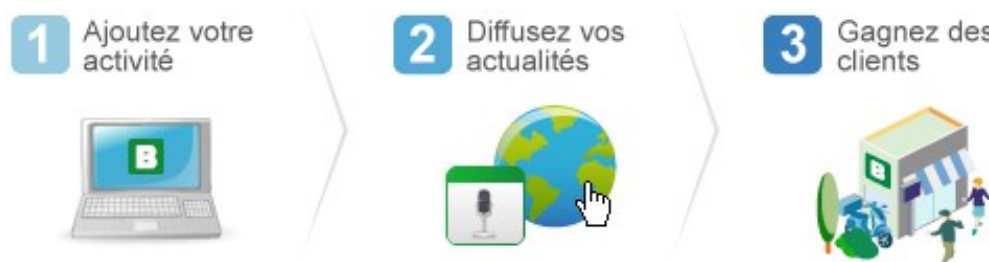 1 Ajoutez votre
activité
2 Diffusez vos
actualités
3 Gagnez des
clients
B
B